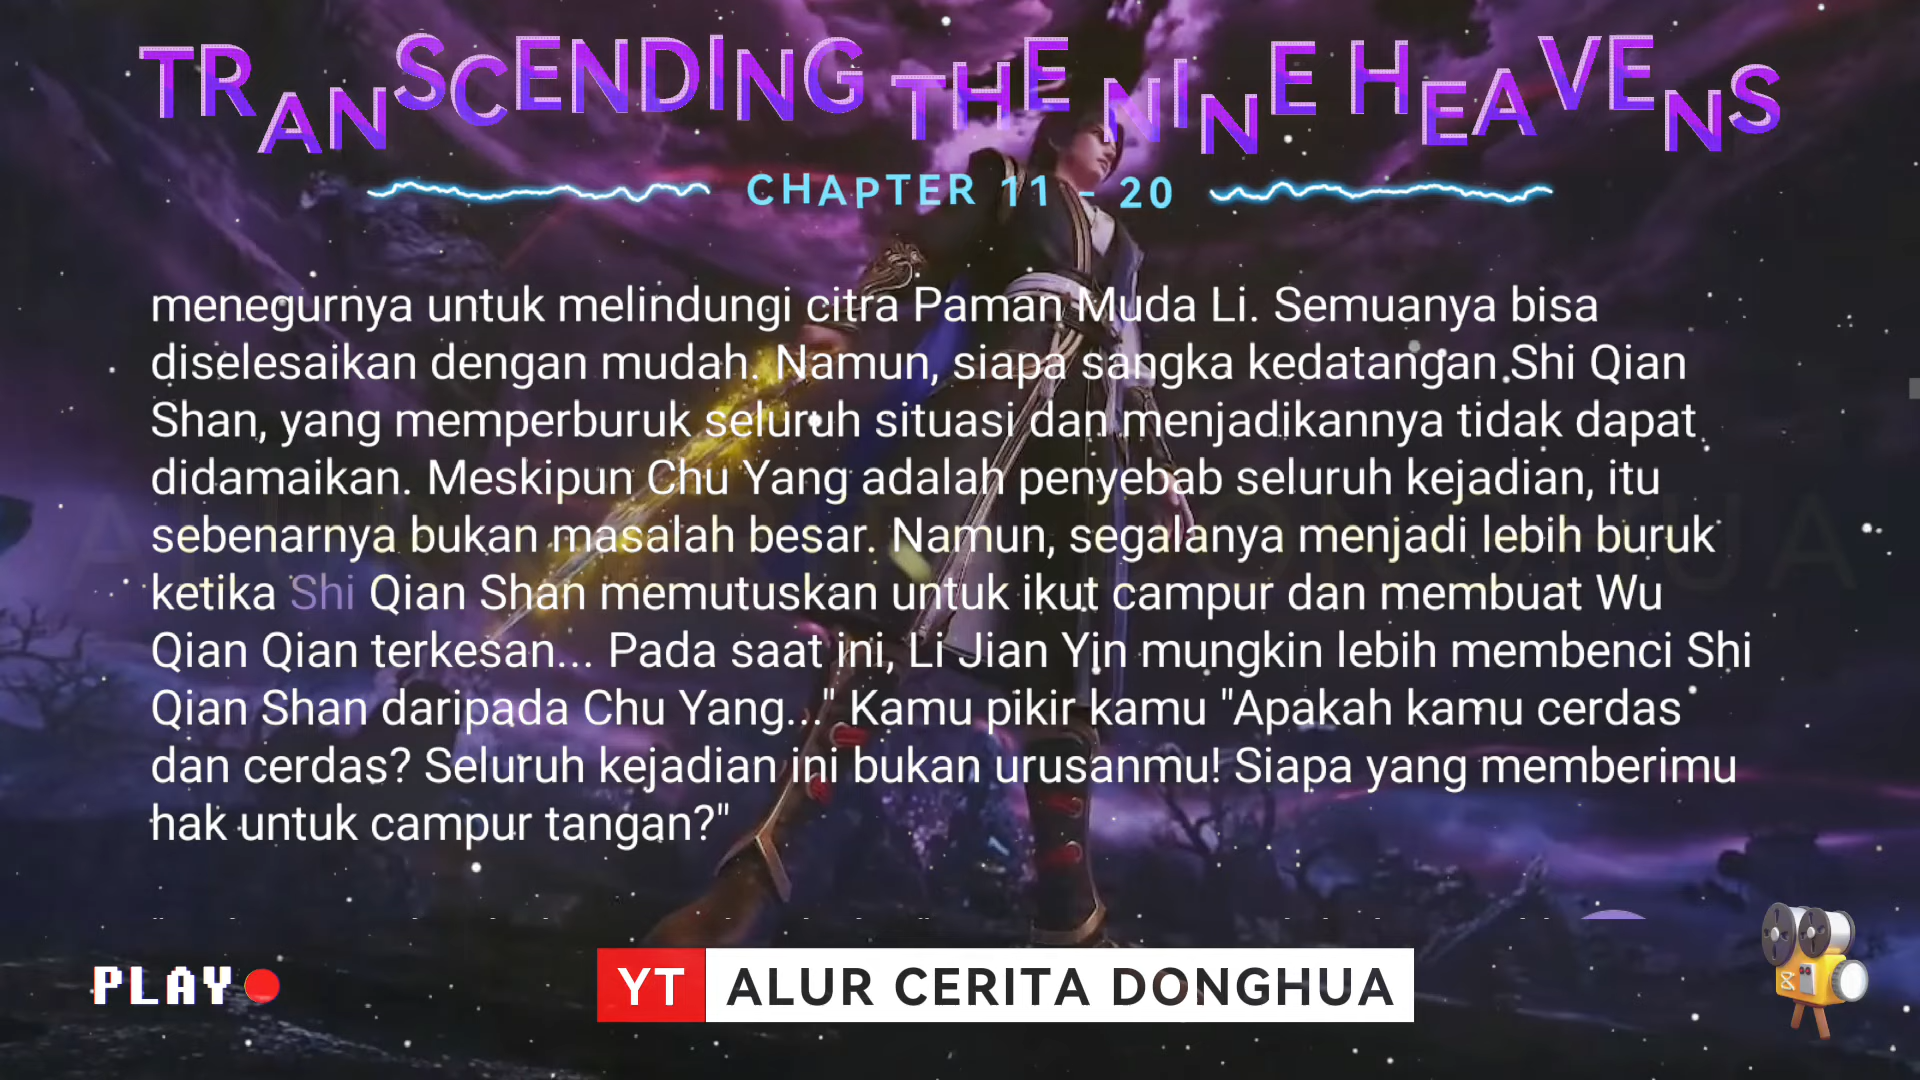 TRANSCENDING THE NINE HEAVENS
CHAPTER 11 - 20
menegurnya untuk melindungi citra Paman Muda Li. Semuanya bisa
diselesaikan dengan mudah. Namun, siapa sangka kedatangan Shi Qian
Shan, yang memperburuk seluruh situasi dan menjadikannya tidak dapat
didamaikan. Meskipun Chu Yang adalah penyebab seluruh kejadian, itu
sebenarnya bukan masalah besar. Namun, segalanya menjadi lebih buruk
ketika Shi Qian Shan memutuskan untuk ikut campur dan membuat Wu
Qian Qian terkesan... Pada saat ini, Li Jian Yin mungkin lebih membenci Shi
Qian Shan daripada Chu Yang..." Kamu pikir kamu "Apakah kamu cerdas
dan cerdas? Seluruh kejadian ini bukan urusanmu! Siapa yang memberimu
hak untuk campur tangan?"
PLAY
YT ALUR CERITA DONGHUA